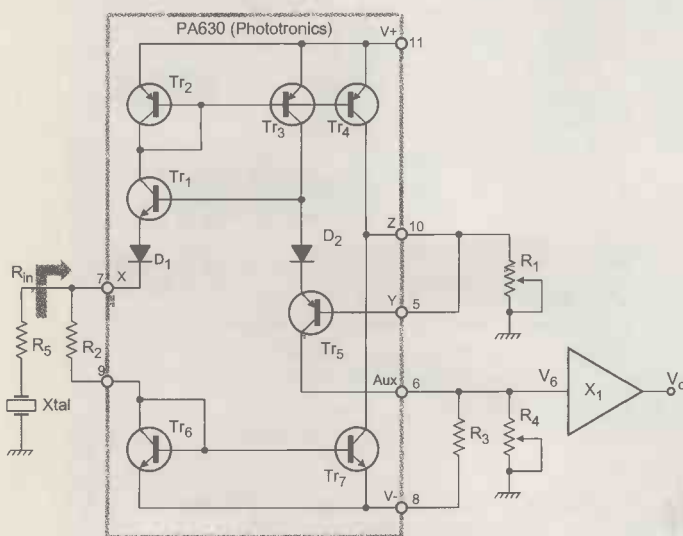 PA630 (Phototronics)
V+
11
Tr2
Tr3
Tr4
Tr1
Z
10
D2
R1
Rin
7
X
D1
Y
5
R5
R2
Tr5
9
Aux
6
V6
X1
Xtal
Tr6
R3
R4
Tr7
V-
8